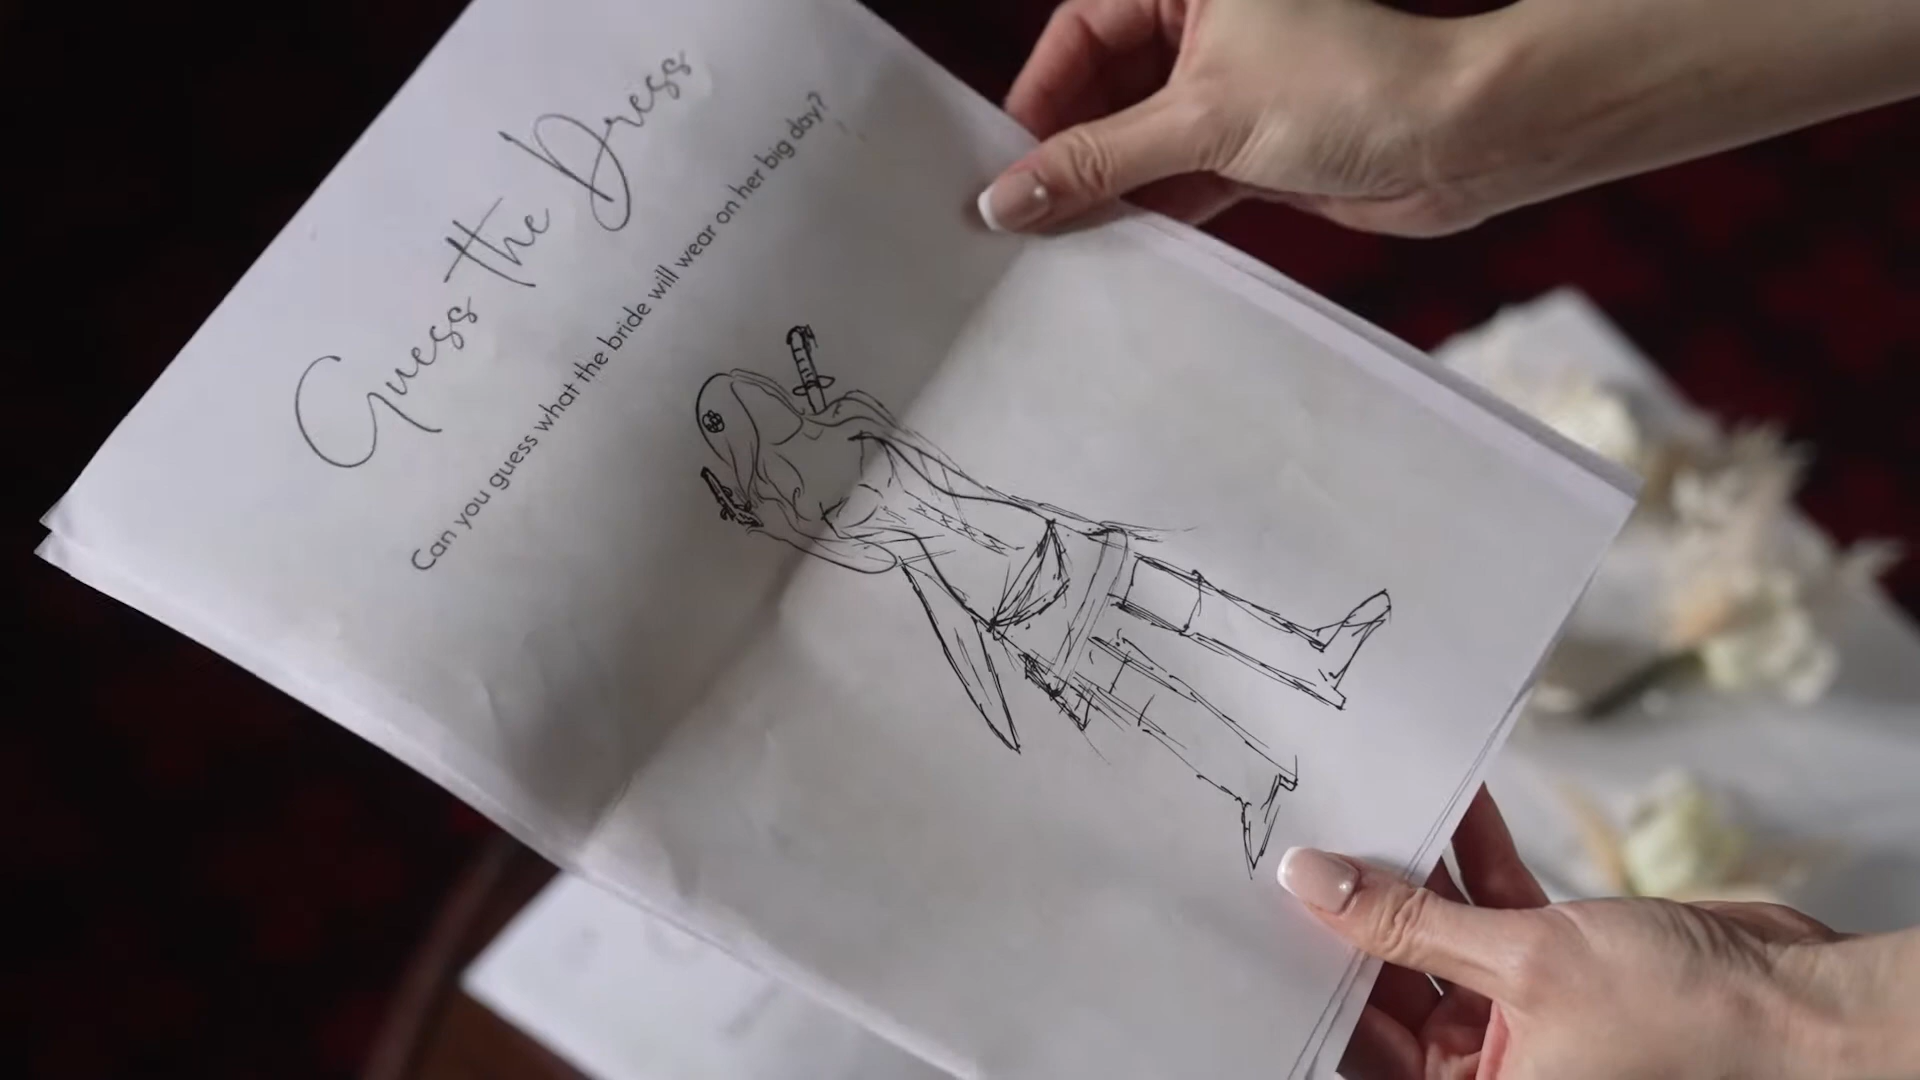 Guess the Dress
Can you guess what the bride will wear on her big day?